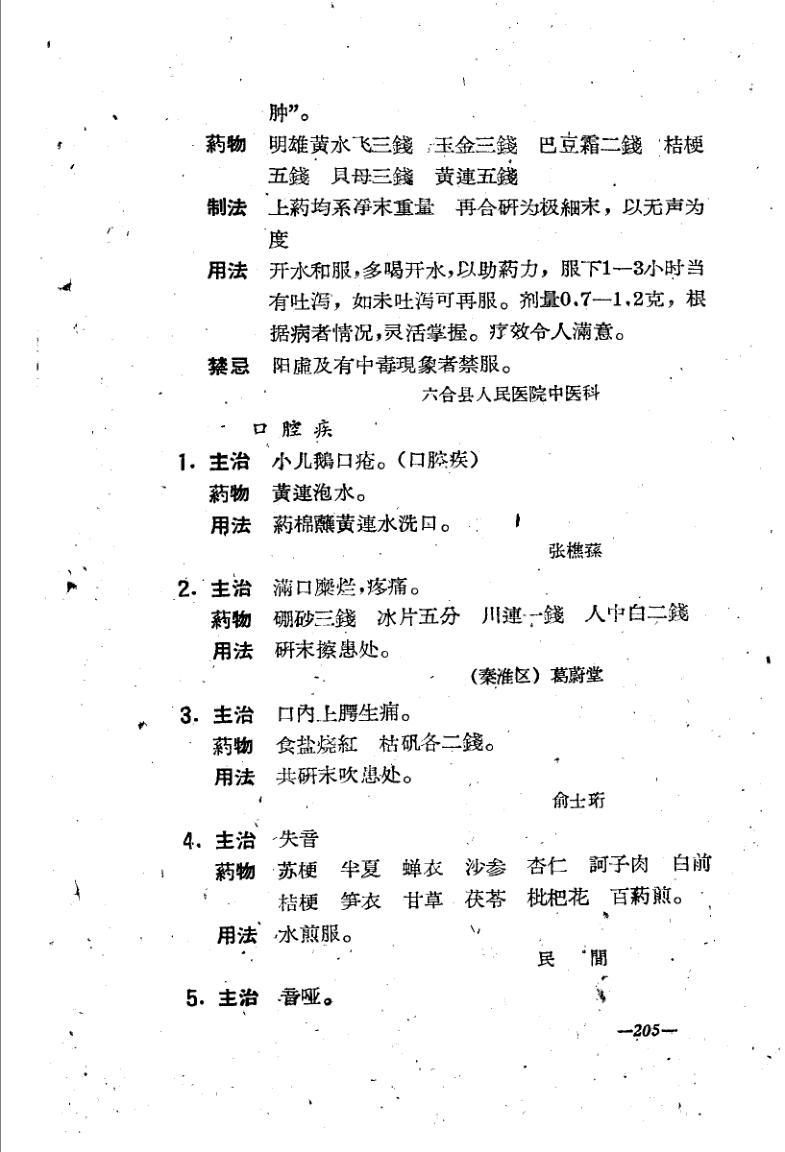 肿”。
葯物　明雄黄水飞三錢　玉金三錢　巴豆霜二錢　桔梗
五錢　貝母三錢　黄連五錢
制法　上葯均系淨末重量　再合研为极細末，以无声为
度
用法　开水和服，多喝开水，以助葯力，服下1—3小时当
有吐泻，如未吐泻可再服。剂量0.7—1.2克，根
据病者情况，灵活掌握。疗效令人滿意。
禁忌　阳虛及有中毒現象者禁服。
六合县人民医院中医科
口腔疾
1．主治　小儿鵝口疮。（口腔疾）
葯物　黄連泡水。
用法　葯棉蘸黄連水洗口。
张樵蓀
2．主治　滿口糜烂，疼痛。
葯物　硼砂三錢　冰片五分　川連一錢　人中白二錢
用法　研末擦患处。
（秦淮区）葛蔚堂
3．主治　口内上腭生痈。
葯物　食盐烧紅　枯矾各二錢。
用法　共研末吹患处。
俞士珩
4．主治　失音
葯物　苏梗　半夏　蝉衣　沙参　杏仁　訶子肉　白前
桔梗　笋衣　甘草　茯苓　枇杷花　百葯煎。
用法　水煎服。
民　間
5．主治　音哑。
—205—